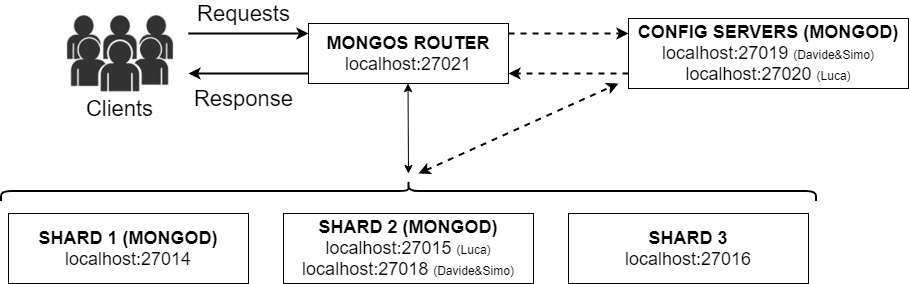 Requests
Response
Clients
MONGOS ROUTER
localhost:27021
CONFIG SERVERS (MONGOD)
localhost:27019 (Davide&Simo)
localhost:27020 (Luca)
SHARD 1 (MONGOD)
localhost:27014
SHARD 2 (MONGOD)
localhost:27015 (Luca)
localhost:27018 (Davide&Simo)
SHARD 3
localhost:27016